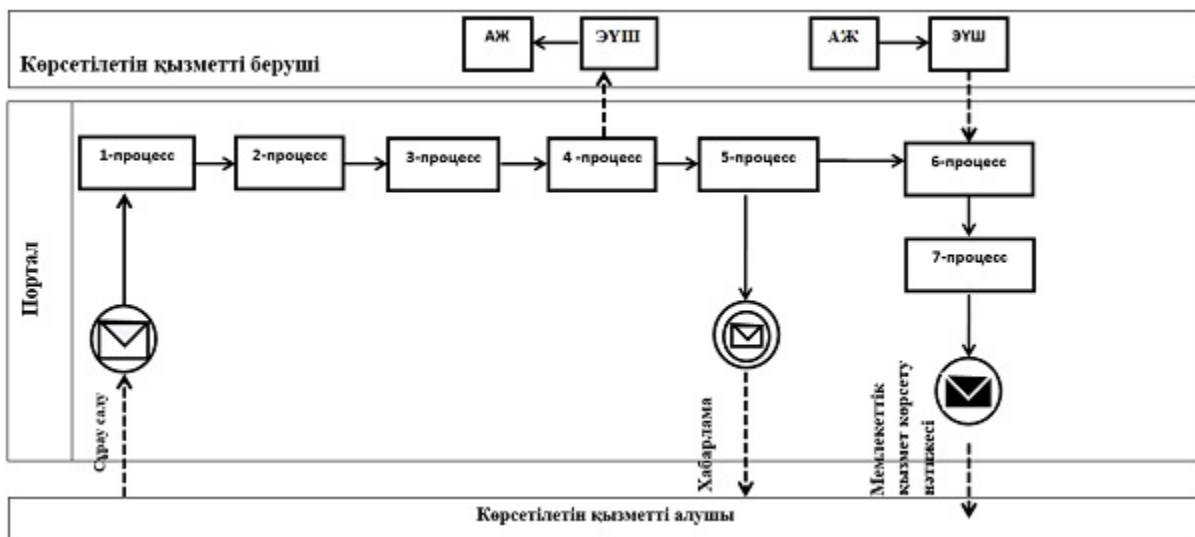 АЖ
ЭҮШ
АЖ
ЭҮШ
Көрсетілетін қызметті беруші
Портал
1-процесс
2-процесс
3-процесс
4 -процесс
5-процесс
6-процесс
7-процесс
Сұрау салу
Хабарлама
Мемлекеттік
қызмет көрсету
нәтижесі
Көрсетілетін қызметті алушы